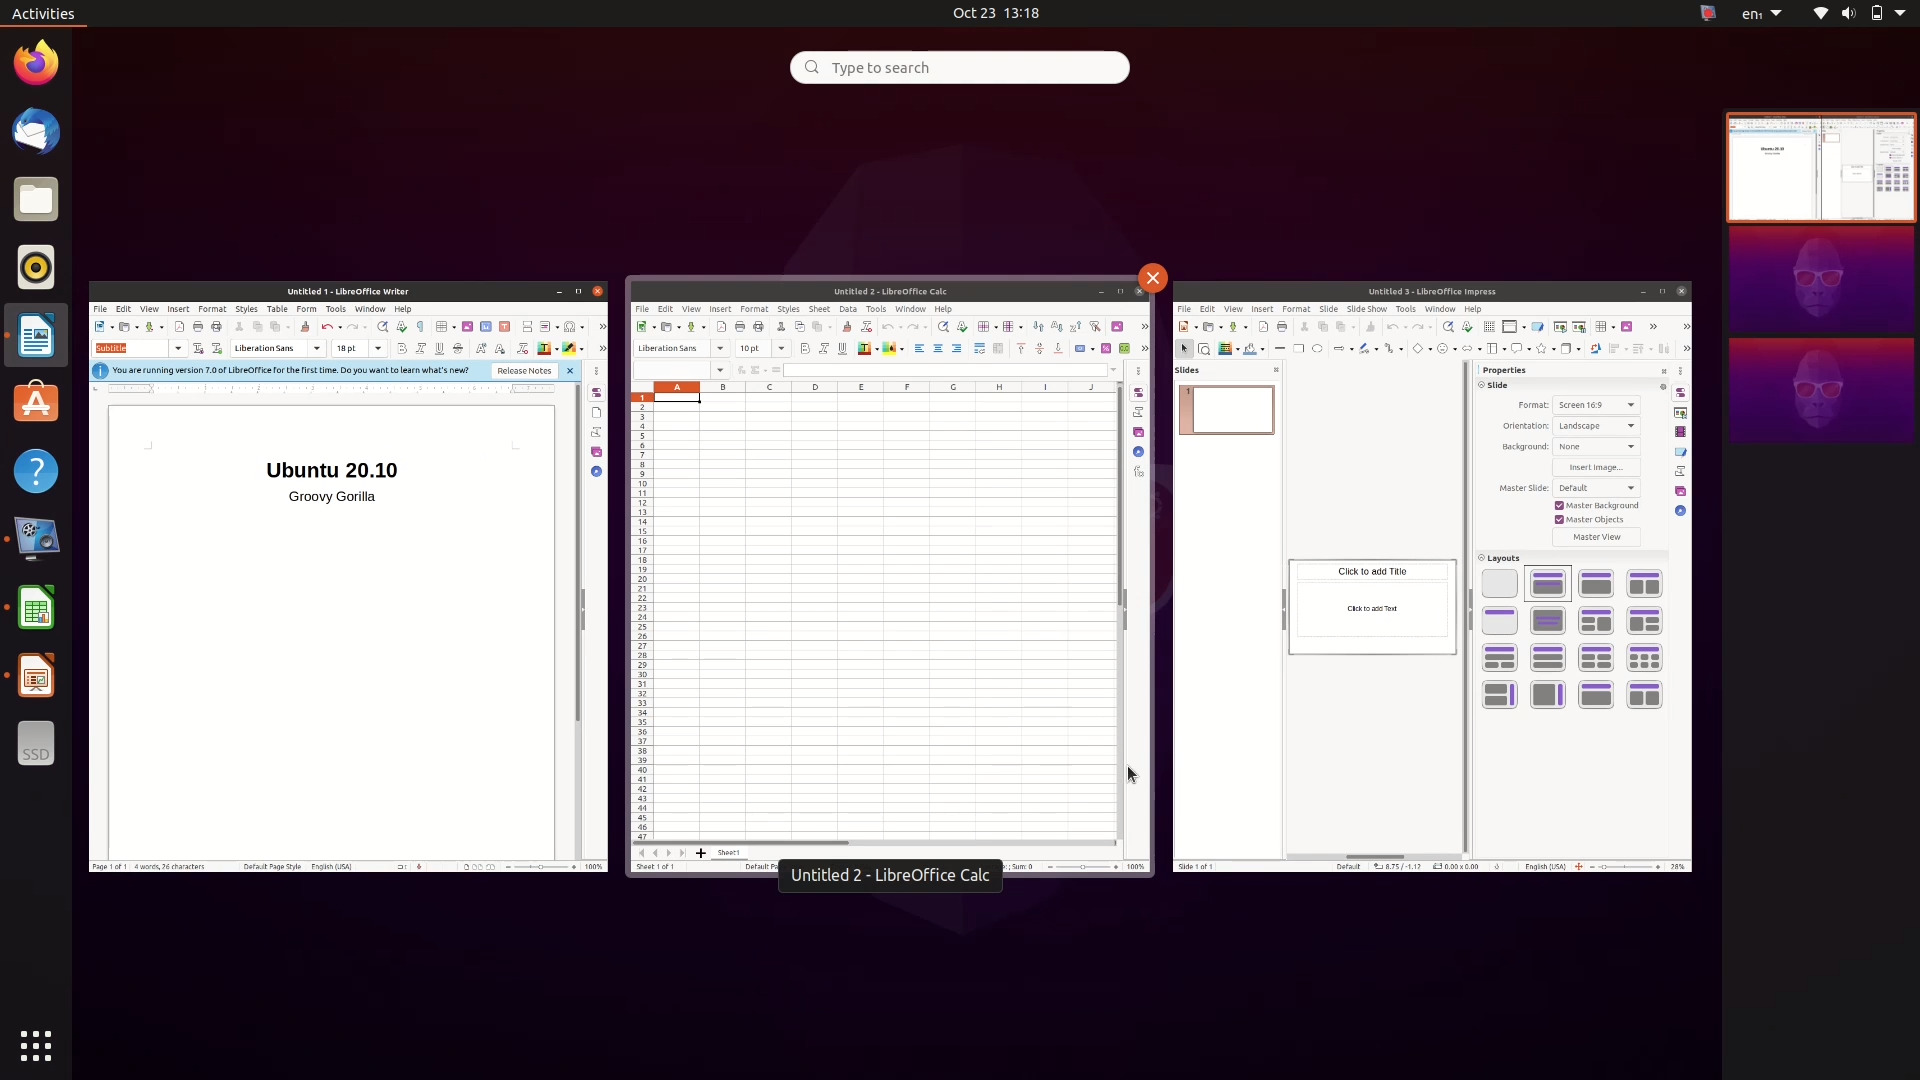 Activities
Oct 23 13:18
en₁
Type to search
Untitled 1 - LibreOffice Writer
File Edit View Insert Format Styles Table Form Tools Window Help
Subtitle
Liberation Sans
18 pt
You are running version 7.0 of LibreOffice for the first time. Do you want to learn what's new?
Release Notes
Ubuntu 20.10
Groovy Gorilla
Page 1 of 1
4 words, 26 characters
Default Page Style
English (USA)
100%
Untitled 2 - LibreOffice Calc
File Edit View Insert Format Styles Sheet Data Tools Window Help
Liberation Sans
10 pt
A B C D E F G H I J
1
2
3
4
5
6
7
8
9
10
11
12
13
14
15
16
17
18
19
20
21
22
23
24
25
26
27
28
29
30
31
32
33
34
35
36
37
38
39
40
41
42
43
44
45
46
47
Sheet1
Sheet 1 of 1
Default Pa
; Sum: 0
100%
Untitled 2 - LibreOffice Calc
Untitled 3 - LibreOffice Impress
File Edit View Insert Format Slide Slide Show Tools Window Help
Slides
1
Click to add Title
Click to add Text
Properties
Slide
Format: Screen 16:9
Orientation: Landscape
Background: None
Insert Image...
Master Slide: Default
Master Background
Master Objects
Master View
Layouts
Slide 1 of 1
Default
8.75 / -1.12
0.00 x 0.00
English (USA)
28%
SSD
Ubuntu 20.10